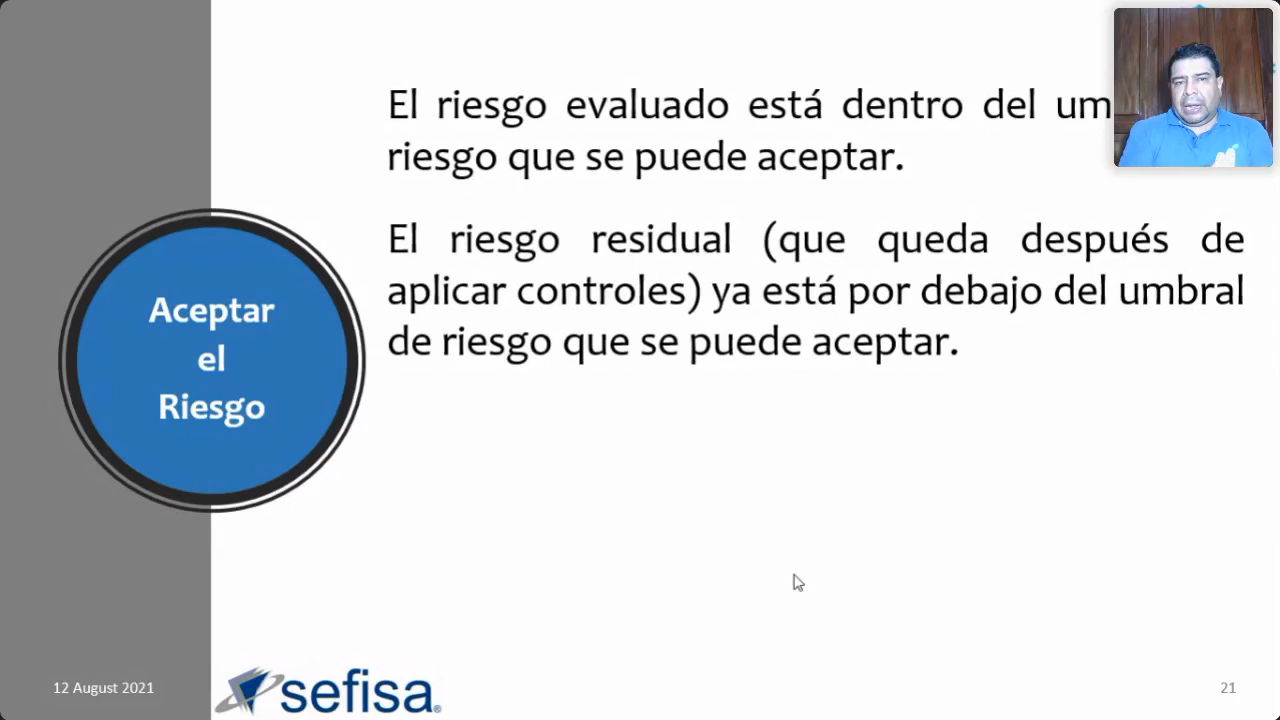 El riesgo evaluado está dentro del
riesgo que se puede aceptar.
El riesgo residual (que queda después de
aplicar controles) ya está por debajo del umbral
de riesgo que se puede aceptar.
Aceptar
el
Riesgo
12 August 2021
sefisa®
21